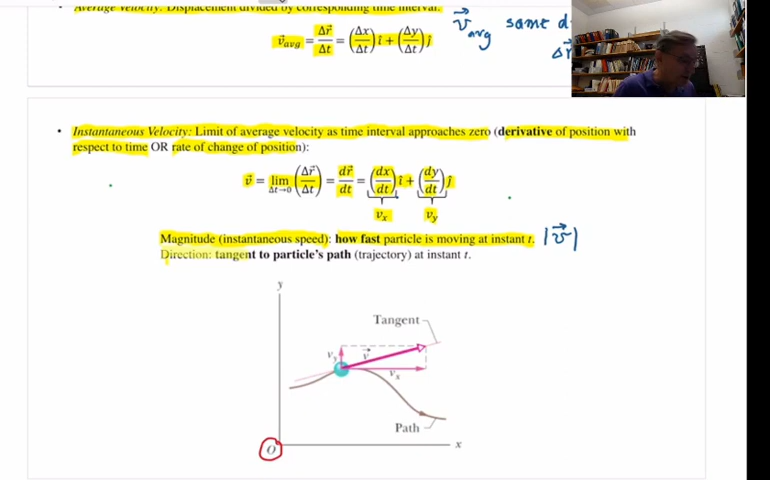 Average Velocity: Displacement divided by corresponding time interval.
v⃗avg = Δr⃗/Δt = (Δx/Δt) î + (Δy/Δt) ĵ
v⃗avg same d
Δr⃗
• Instantaneous Velocity: Limit of average velocity as time interval approaches zero (derivative of position with
respect to time OR rate of change of position):
v⃗ = lim Δt→0 (Δr⃗/Δt) = dr⃗/dt = (dx/dt) î + (dy/dt) ĵ
vx vy
Magnitude (instantaneous speed): how fast particle is moving at instant t. |v⃗|
Direction: tangent to particle's path (trajectory) at instant t.
y
Tangent
vy v⃗
vx
Path
O x